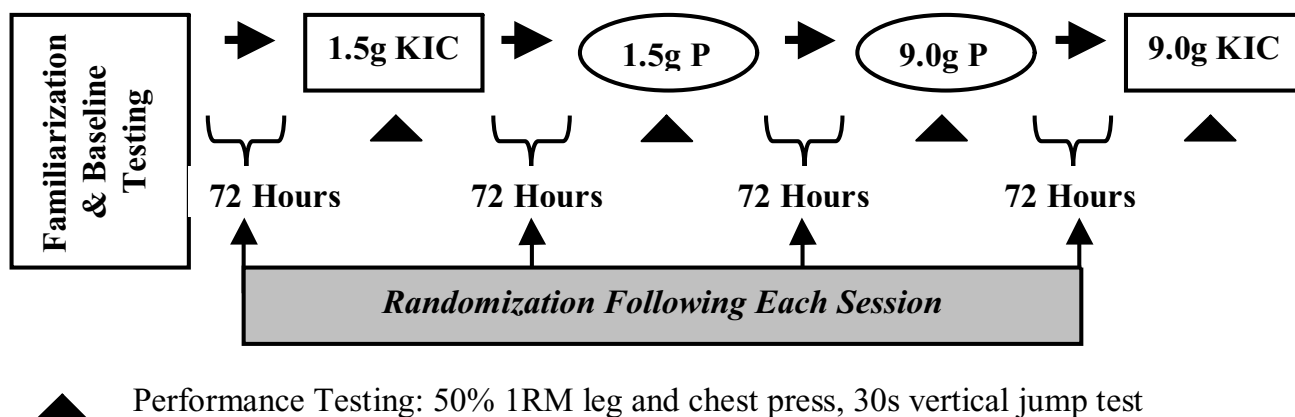 Familiarization
& Baseline
Testing
1.5g KIC
1.5g P
9.0g P
9.0g KIC
72 Hours
72 Hours
72 Hours
72 Hours
Randomization Following Each Session
Performance Testing: 50% 1RM leg and chest press, 30s vertical jump test